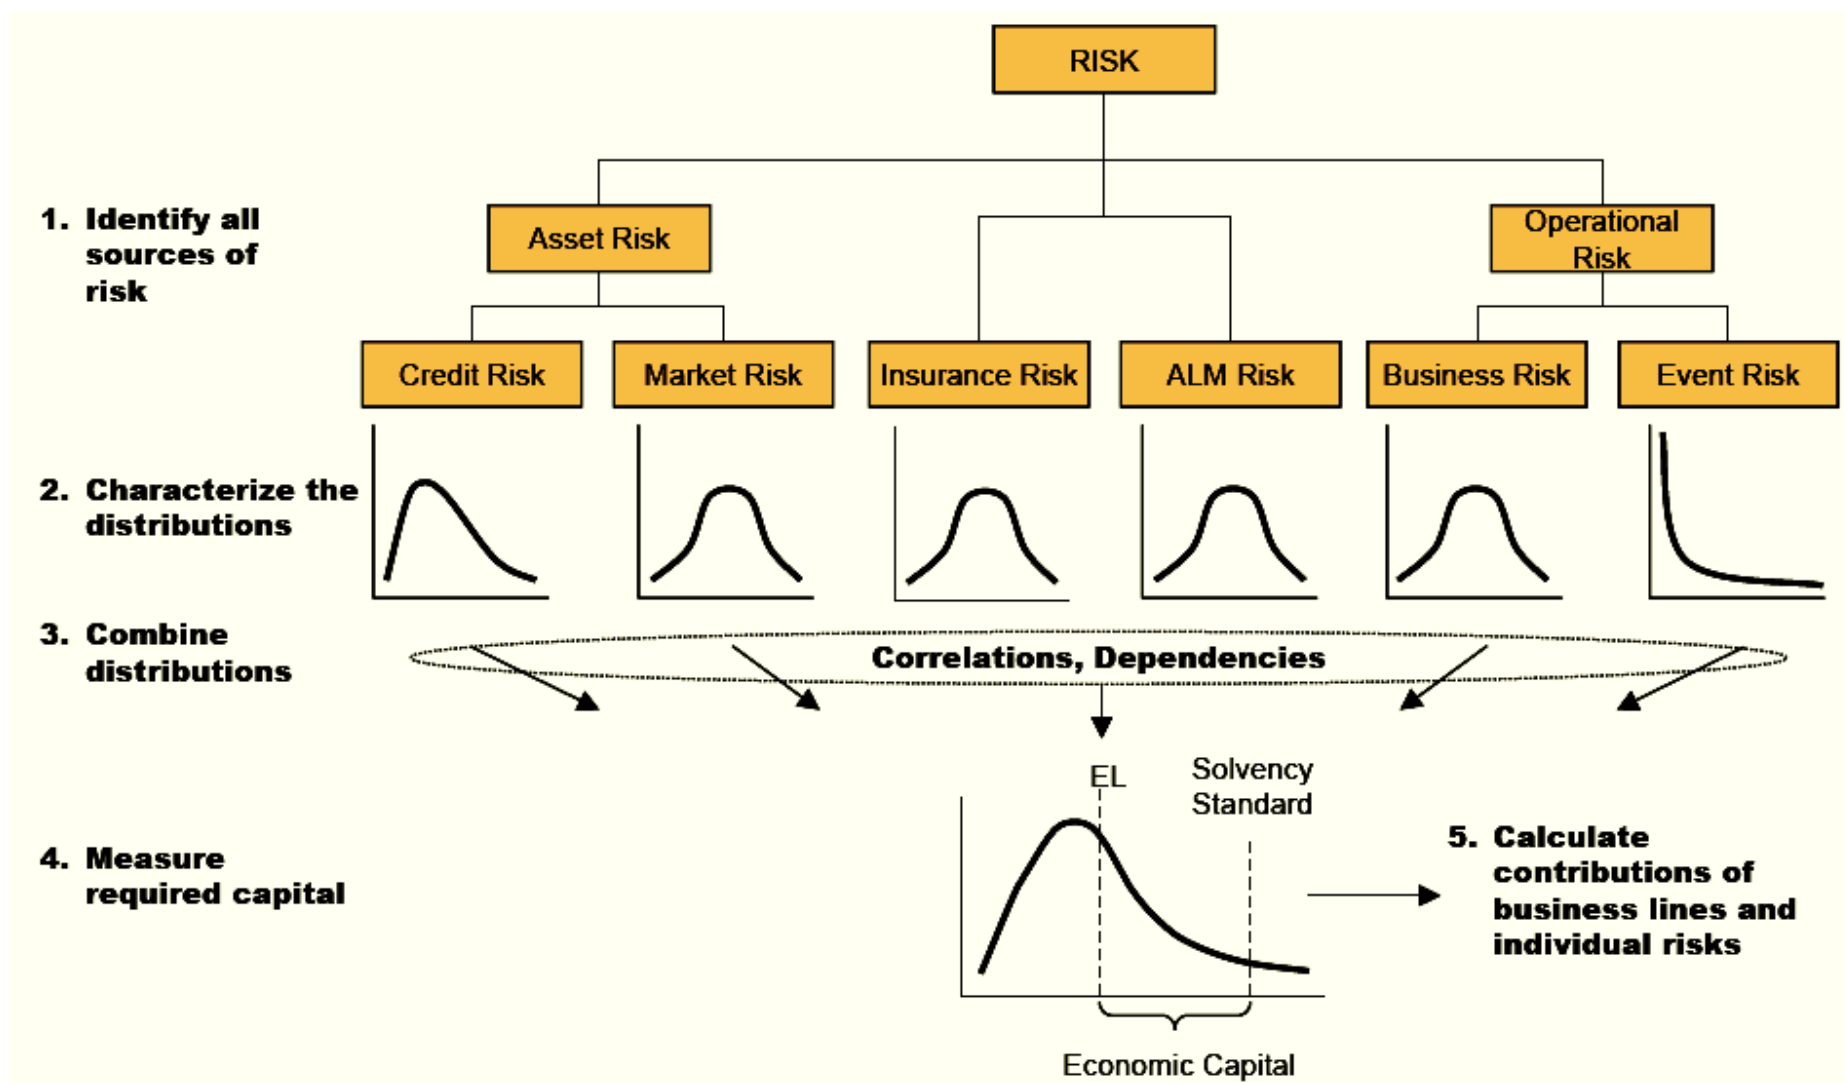 RISK
1. Identify all
sources of
risk
Asset Risk
Operational
Risk
Credit Risk
Market Risk
Insurance Risk
ALM Risk
Business Risk
Event Risk
2. Characterize the
distributions
3. Combine
distributions
Correlations, Dependencies
EL
Solvency
Standard
4. Measure
required capital
5. Calculate
contributions of
business lines and
individual risks
Economic Capital